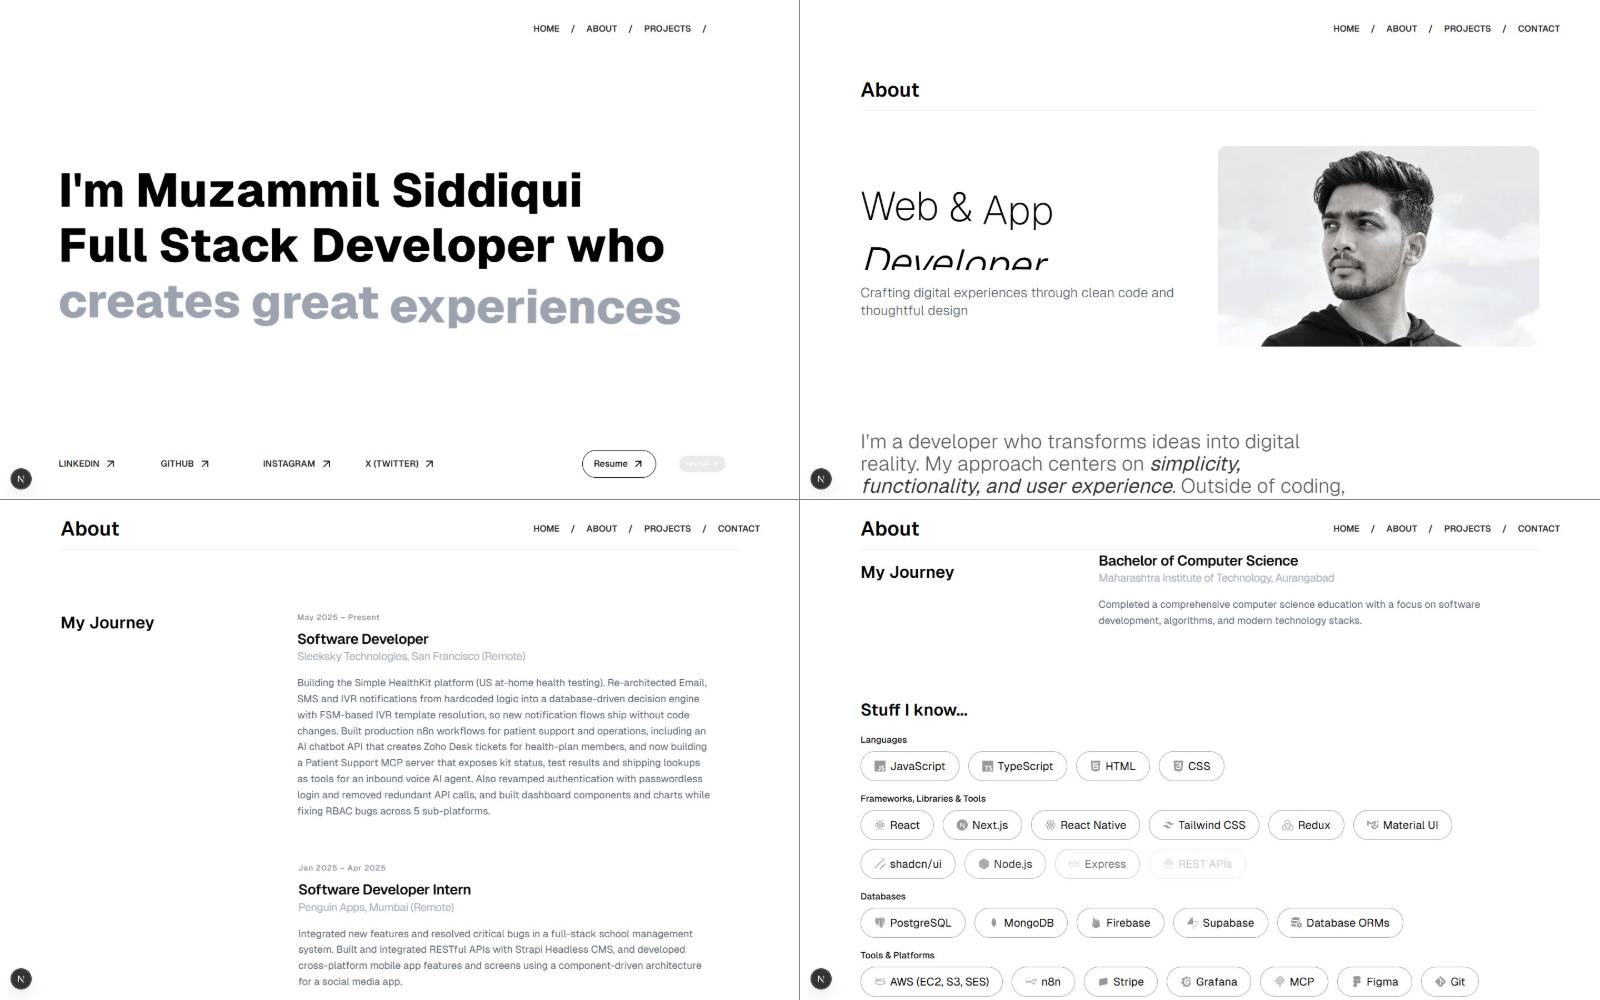 HOME / ABOUT / PROJECTS /
I'm Muzammil Siddiqui
Full Stack Developer who
creates great experiences
LINKEDIN
GITHUB
INSTAGRAM
X (TWITTER)
Resume
N
HOME / ABOUT / PROJECTS / CONTACT
About
Web & App
Developer
Crafting digital experiences through clean code and
thoughtful design
I'm a developer who transforms ideas into digital
reality. My approach centers on simplicity,
functionality, and user experience. Outside of coding,
N
About
HOME / ABOUT / PROJECTS / CONTACT
My Journey
May 2025 – Present
Software Developer
Sleeksky Technologies, San Francisco (Remote)
Building the Simple HealthKit platform (US at-home health testing). Re-architected Email,
SMS and IVR notifications from hardcoded logic into a database-driven decision engine
with FSM-based IVR template resolution, so new notification flows ship without code
changes. Built production n8n workflows for patient support and operations, including an
AI chatbot API that creates Zoho Desk tickets for health-plan members, and now building
a Patient Support MCP server that exposes kit status, test results and shipping lookups
as tools for an inbound voice AI agent. Also revamped authentication with passwordless
login and removed redundant API calls, and built dashboard components and charts while
fixing RBAC bugs across 5 sub-platforms.
Jan 2025 – Apr 2025
Software Developer Intern
Penguin Apps, Mumbai (Remote)
Integrated new features and resolved critical bugs in a full-stack school management
system. Built and integrated RESTful APIs with Strapi Headless CMS, and developed
cross-platform mobile app features and screens using a component-driven architecture
for a social media app.
N
About
HOME / ABOUT / PROJECTS / CONTACT
My Journey
Bachelor of Computer Science
Maharashtra Institute of Technology, Aurangabad
Completed a comprehensive computer science education with a focus on software
development, algorithms, and modern technology stacks.
Stuff I know...
Languages
JavaScript TypeScript HTML CSS
Frameworks, Libraries & Tools
React Next.js React Native Tailwind CSS Redux Material UI
shadcn/ui Node.js Express REST APIs
Databases
PostgreSQL MongoDB Firebase Supabase Database ORMs
Tools & Platforms
AWS (EC2, S3, SES) n8n Stripe Grafana MCP Figma Git
N